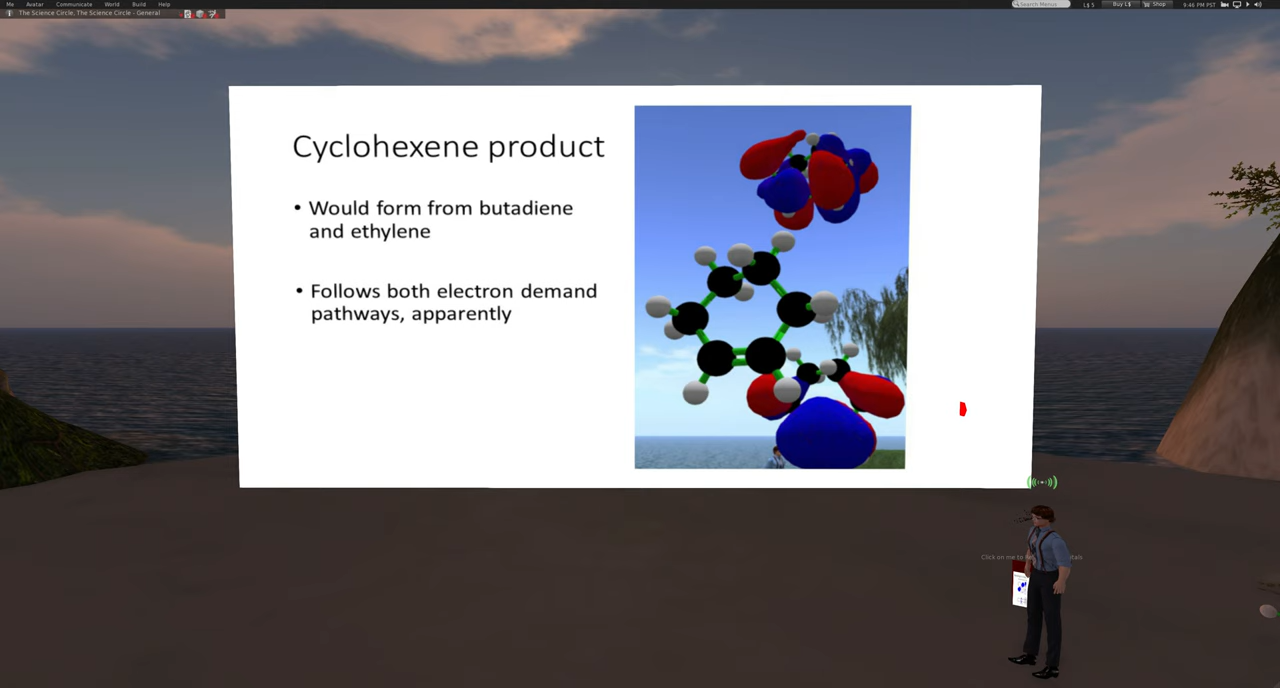 Me Avatar Communicate World Build Help
Search Menus
L$ 5 Buy L$ Shop 9:46 PM PST
The Science Circle, The Science Circle - General
Cyclohexene product
• Would form from butadiene
and ethylene
• Follows both electron demand
pathways, apparently
Click on me to